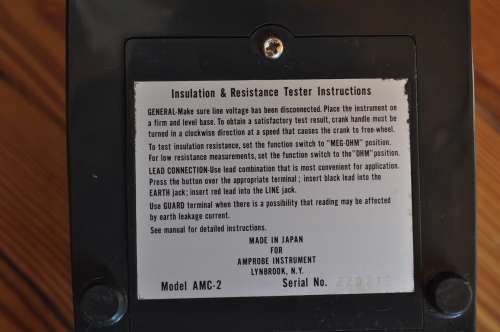 Insulation & Resistance Tester Instructions
GENERAL-Make sure line voltage has been disconnected. Place the instrument on
a firm and level base. To obtain a satisfactory test result, crank handle must be
turned in a clockwise direction at a speed that causes the crank to free-wheel.
To test insulation resistance, set the function switch to "MEG-OHM" position.
For low resistance measurements, set the function switch to the "OHM" position.
LEAD CONNECTION-Use lead combination that is most convenient for application.
Press the button over the appropriate terminal; insert black lead into the
EARTH jack; insert red lead into the LINE jack.
Use GUARD terminal when there is a possibility that reading may be affected
by earth leakage current.
See manual for detailed instructions.
MADE IN JAPAN
FOR
AMPROBE INSTRUMENT
LYNBROOK, N.Y.
Model AMC-2 Serial No.